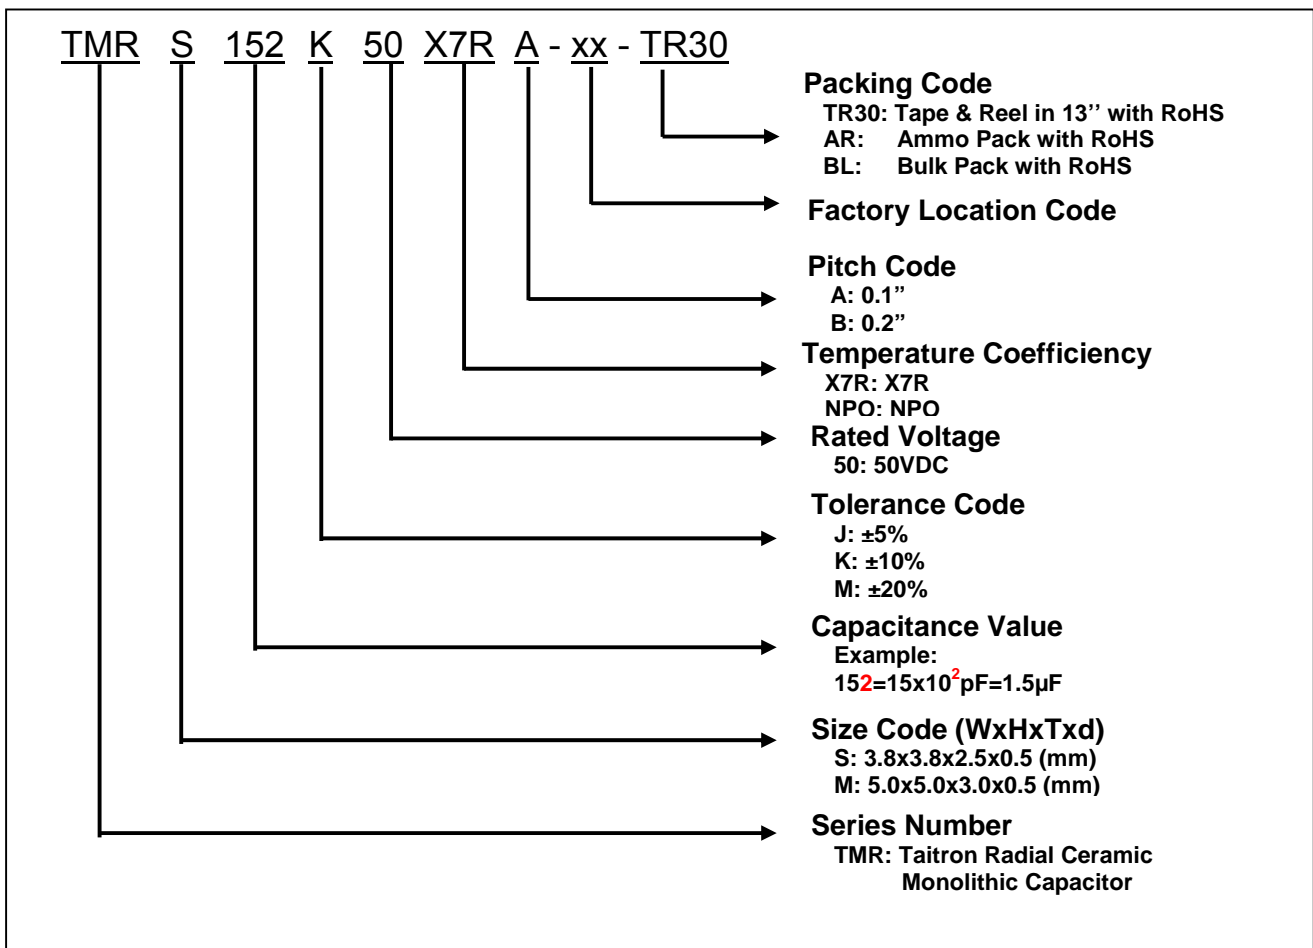 TMR S 152 K 50 X7R A - xx - TR30
Packing Code
TR30: Tape & Reel in 13’’ with RoHS
AR: Ammo Pack with RoHS
BL: Bulk Pack with RoHS
Factory Location Code
Pitch Code
A: 0.1”
B: 0.2”
Temperature Coefficiency
X7R: X7R
NPO: NPO
Rated Voltage
50: 50VDC
Tolerance Code
J: ±5%
K: ±10%
M: ±20%
Capacitance Value
Example:
152=15x10²pF=1.5µF
Size Code (WxHxTxd)
S: 3.8x3.8x2.5x0.5 (mm)
M: 5.0x5.0x3.0x0.5 (mm)
Series Number
TMR: Taitron Radial Ceramic
Monolithic Capacitor